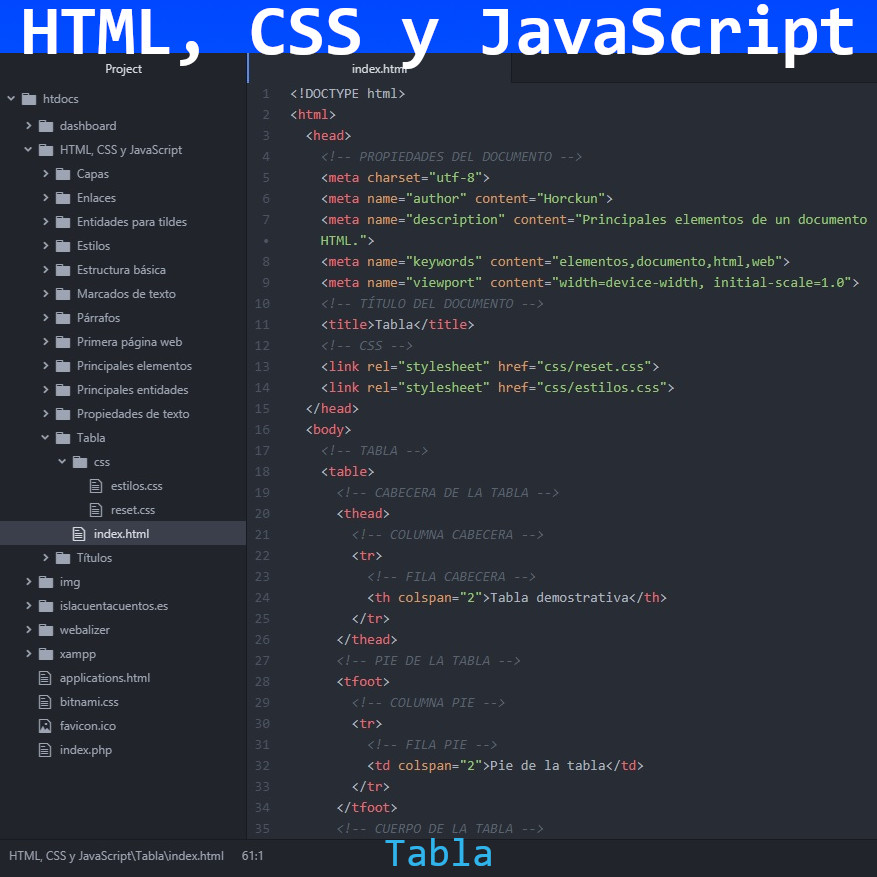 HTML, CSS y JavaScript
Project
htdocs
dashboard
HTML, CSS y JavaScript
Capas
Enlaces
Entidades para tildes
Estilos
Estructura básica
Marcados de texto
Párrafos
Primera página web
Principales elementos
Principales entidades
Propiedades de texto
Tabla
css
estilos.css
reset.css
index.html
Títulos
img
islacuentacuentos.es
webalizer
xampp
applications.html
bitnami.css
favicon.ico
index.php
index.html
1 <!DOCTYPE html>
2 <html>
3 <head>
4 <!-- PROPIEDADES DEL DOCUMENTO -->
5 <meta charset="utf-8">
6 <meta name="author" content="Horckun">
7 <meta name="description" content="Principales elementos de un documento
• HTML.">
8 <meta name="keywords" content="elementos,documento,html,web">
9 <meta name="viewport" content="width=device-width, initial-scale=1.0">
10 <!-- TÍTULO DEL DOCUMENTO -->
11 <title>Tabla</title>
12 <!-- CSS -->
13 <link rel="stylesheet" href="css/reset.css">
14 <link rel="stylesheet" href="css/estilos.css">
15 </head>
16 <body>
17 <!-- TABLA -->
18 <table>
19 <!-- CABECERA DE LA TABLA -->
20 <thead>
21 <!-- COLUMNA CABECERA -->
22 <tr>
23 <!-- FILA CABECERA -->
24 <th colspan="2">Tabla demostrativa</th>
25 </tr>
26 </thead>
27 <!-- PIE DE LA TABLA -->
28 <tfoot>
29 <!-- COLUMNA PIE -->
30 <tr>
31 <!-- FILA PIE -->
32 <td colspan="2">Pie de la tabla</td>
33 </tr>
34 </tfoot>
35 <!-- CUERPO DE LA TABLA -->
HTML, CSS y JavaScript\Tabla\index.html 61:1
Tabla